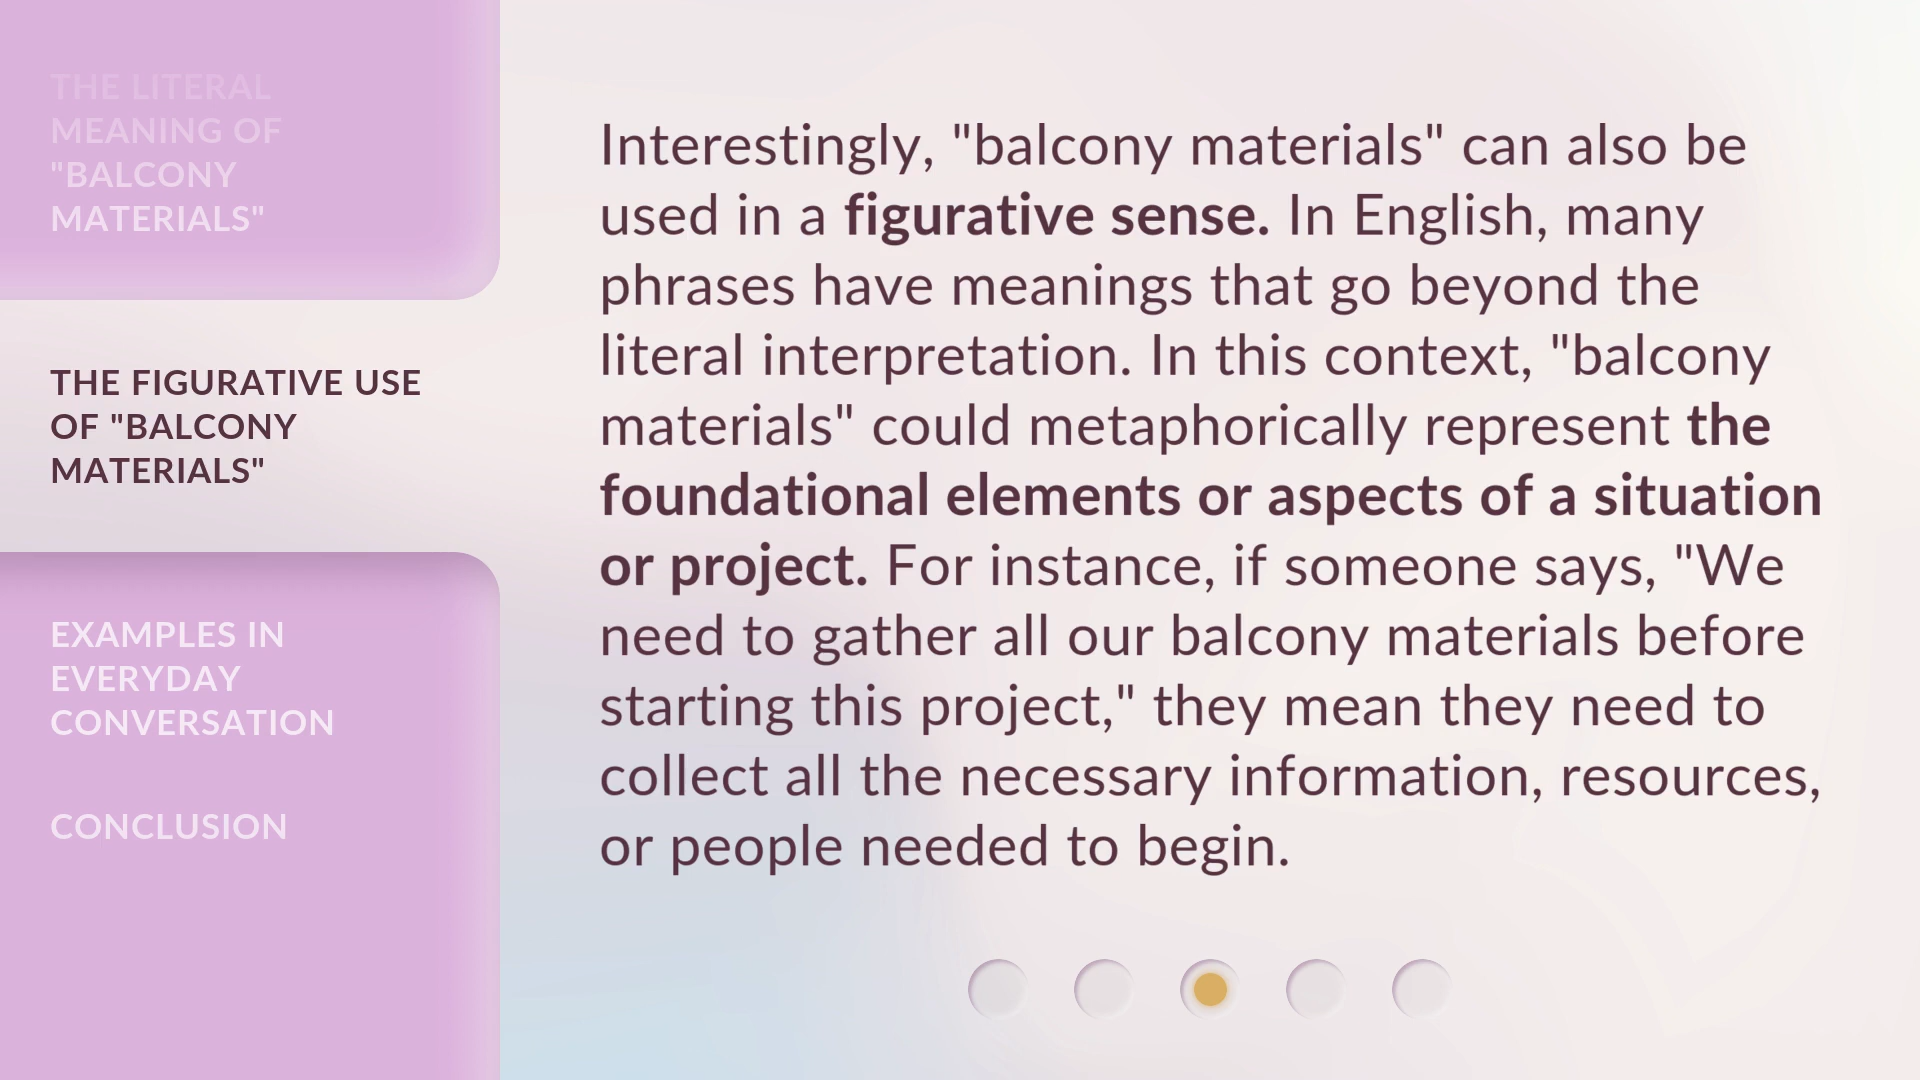 THE LITERAL
MEANING OF
"BALCONY
MATERIALS"
THE FIGURATIVE USE
OF "BALCONY
MATERIALS"
EXAMPLES IN
EVERYDAY
CONVERSATION
CONCLUSION
Interestingly, "balcony materials" can also be
used in a figurative sense. In English, many
phrases have meanings that go beyond the
literal interpretation. In this context, "balcony
materials" could metaphorically represent the
foundational elements or aspects of a situation
or project. For instance, if someone says, "We
need to gather all our balcony materials before
starting this project," they mean they need to
collect all the necessary information, resources,
or people needed to begin.